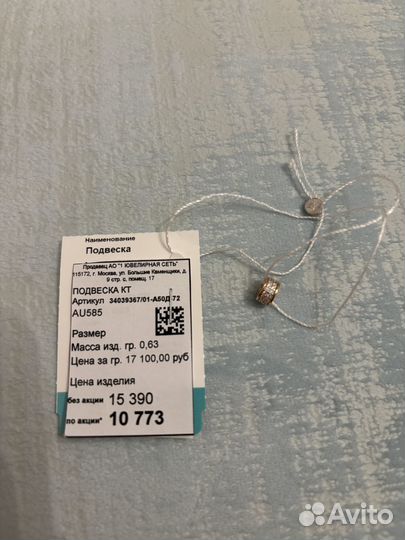 Наименование
Подвеска
Продавец АО "1 ЮВЕЛИРНАЯ СЕТЬ"
115172, г. Москва, ул. Большие Каменщики, д.
9 стр. с, помещ. 17
ПОДВЕСКА КТ
Артикул 34039367/01-А50Д-72
AU585
Размер
Масса изд. гр. 0,63
Цена за гр. 17 100,00 руб
Цена изделия
без акции 15 390
по акции* 10 773
Avito